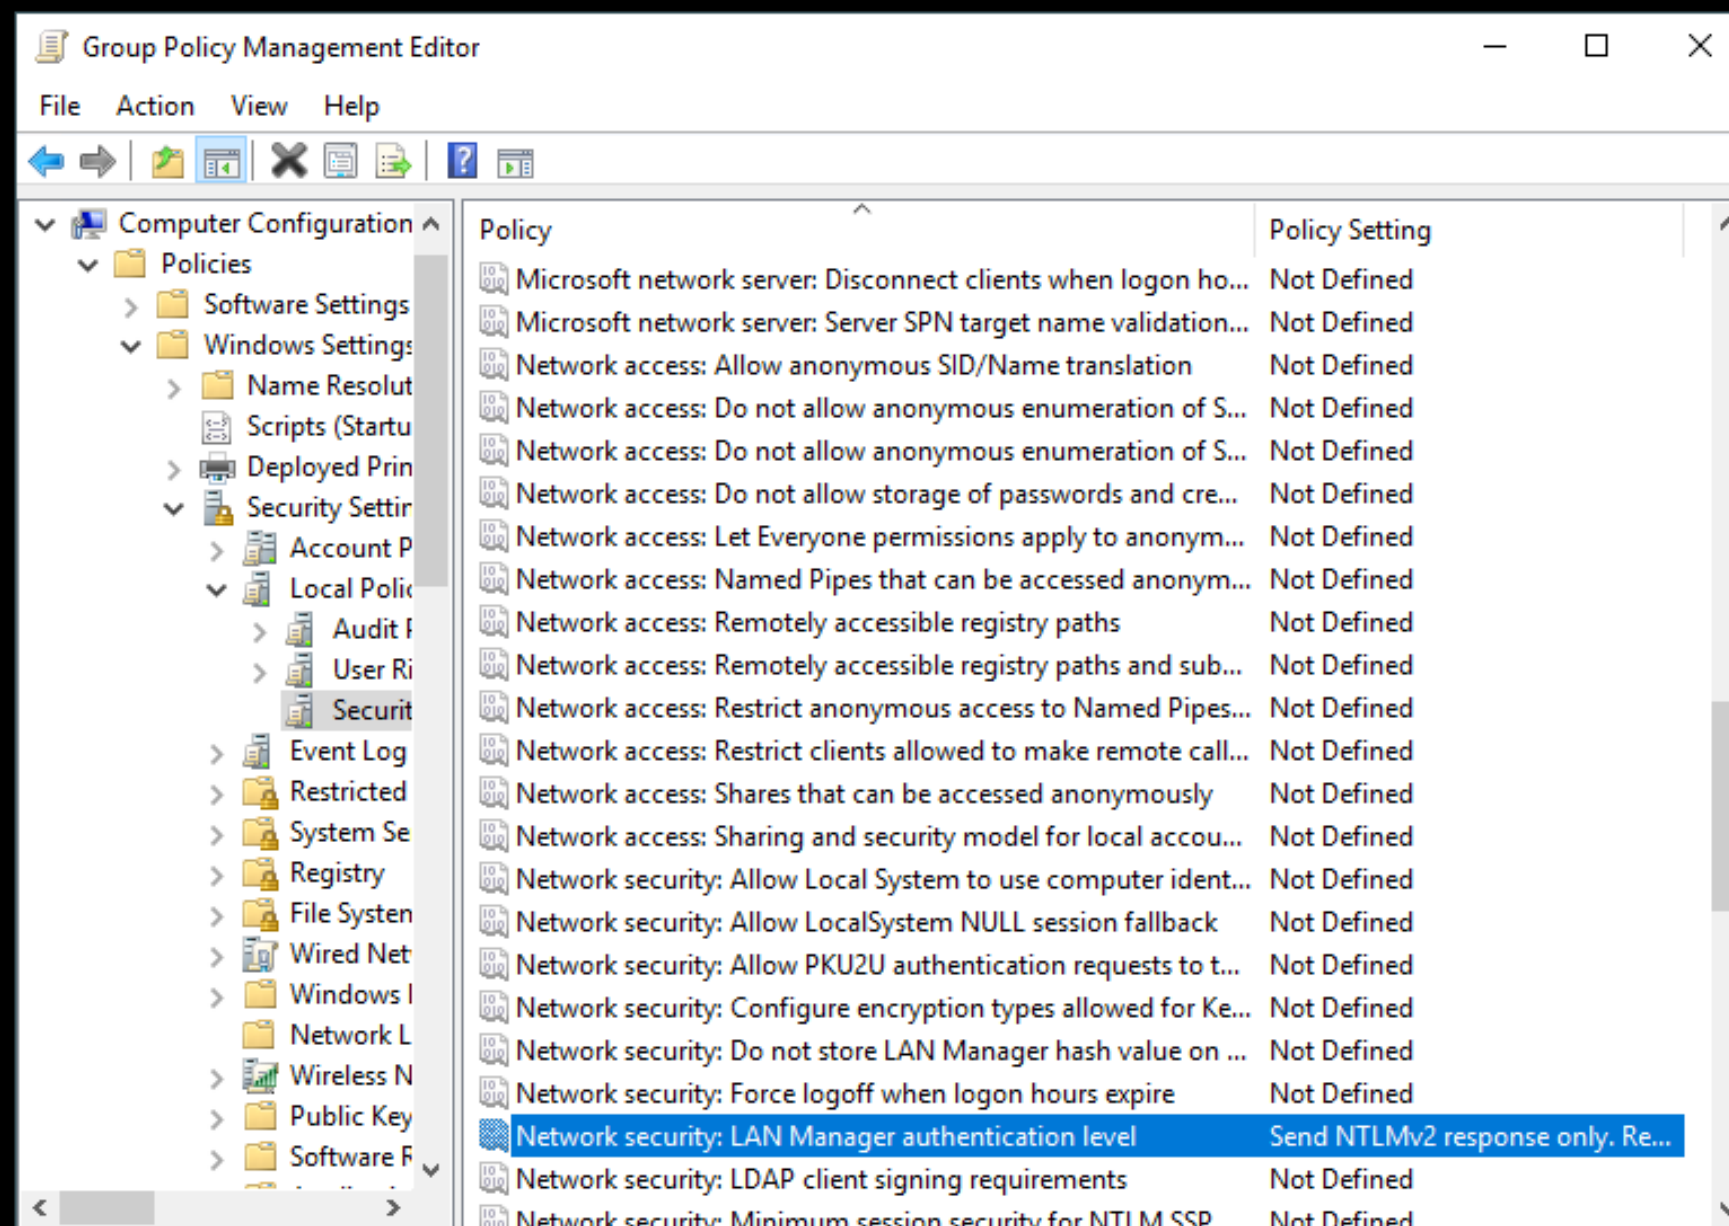 Group Policy Management Editor
File Action View Help
Computer Configuration
Policies
Software Settings
Windows Settings
Name Resolut
Scripts (Startu
Deployed Prin
Security Settin
Account P
Local Polic
Audit P
User Ri
Securit
Event Log
Restricted
System Se
Registry
File System
Wired Net
Windows
Network L
Wireless N
Public Key
Software R
Policy Policy Setting
Microsoft network server: Disconnect clients when logon ho... Not Defined
Microsoft network server: Server SPN target name validation... Not Defined
Network access: Allow anonymous SID/Name translation Not Defined
Network access: Do not allow anonymous enumeration of S... Not Defined
Network access: Do not allow anonymous enumeration of S... Not Defined
Network access: Do not allow storage of passwords and cre... Not Defined
Network access: Let Everyone permissions apply to anonym... Not Defined
Network access: Named Pipes that can be accessed anonym... Not Defined
Network access: Remotely accessible registry paths Not Defined
Network access: Remotely accessible registry paths and sub... Not Defined
Network access: Restrict anonymous access to Named Pipes... Not Defined
Network access: Restrict clients allowed to make remote call... Not Defined
Network access: Shares that can be accessed anonymously Not Defined
Network access: Sharing and security model for local accou... Not Defined
Network security: Allow Local System to use computer ident... Not Defined
Network security: Allow LocalSystem NULL session fallback Not Defined
Network security: Allow PKU2U authentication requests to t... Not Defined
Network security: Configure encryption types allowed for Ke... Not Defined
Network security: Do not store LAN Manager hash value on ... Not Defined
Network security: Force logoff when logon hours expire Not Defined
Network security: LAN Manager authentication level Send NTLMv2 response only. Re...
Network security: LDAP client signing requirements Not Defined
Network security: Minimum session security for NTLM SSP Not Defined